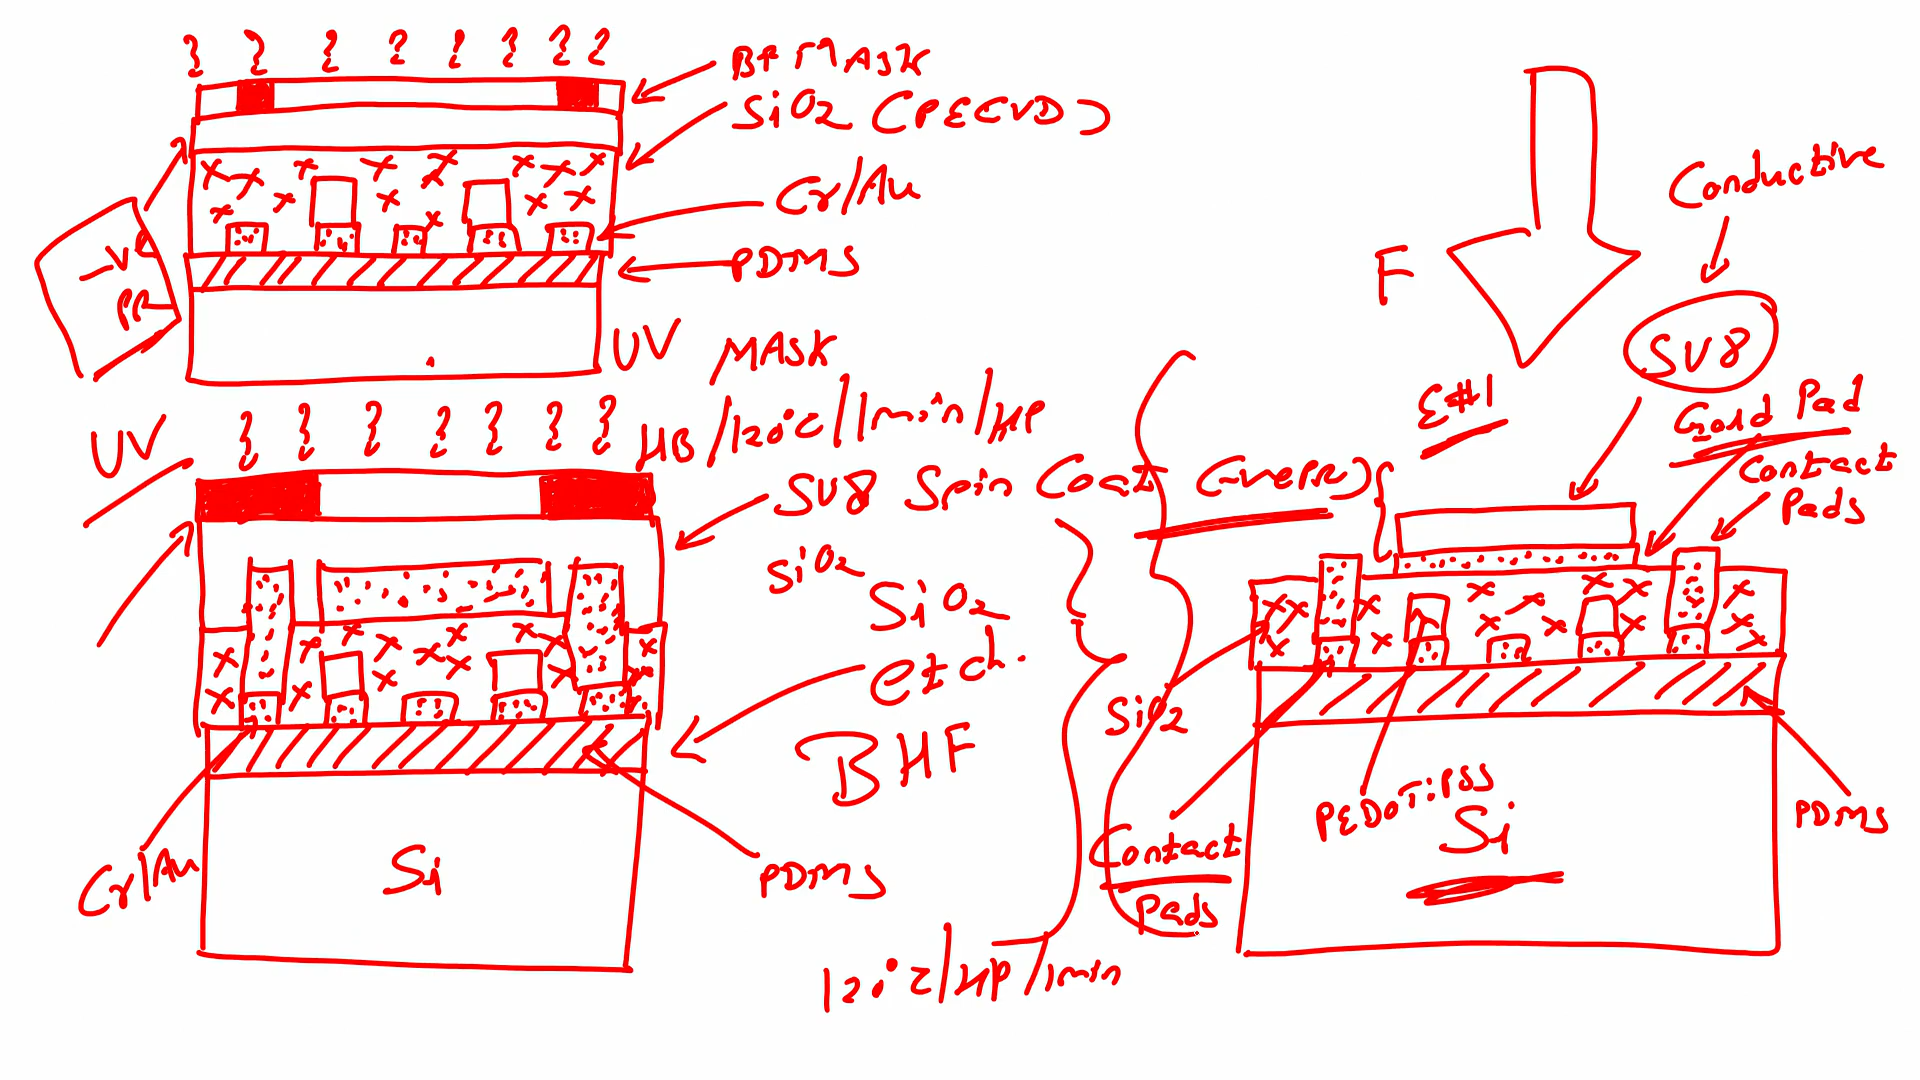 BF MASK
SiO2 (PECVD)
Cr/Au
PDMS
-ve
PR
UV
MASK
UV
HB/120°C/1min/HP
SU8 Spin Coat (-ve PR)
SiO2
SiO2
etch.
BHF
Cr/Au
Si
PDMS
120°C/HP/1min
F
Conductive
SU8
E#1
Gold Pad
Contact
Pads
SiO2
Contact
Pads
PEDOT:PSS
Si
PDMS